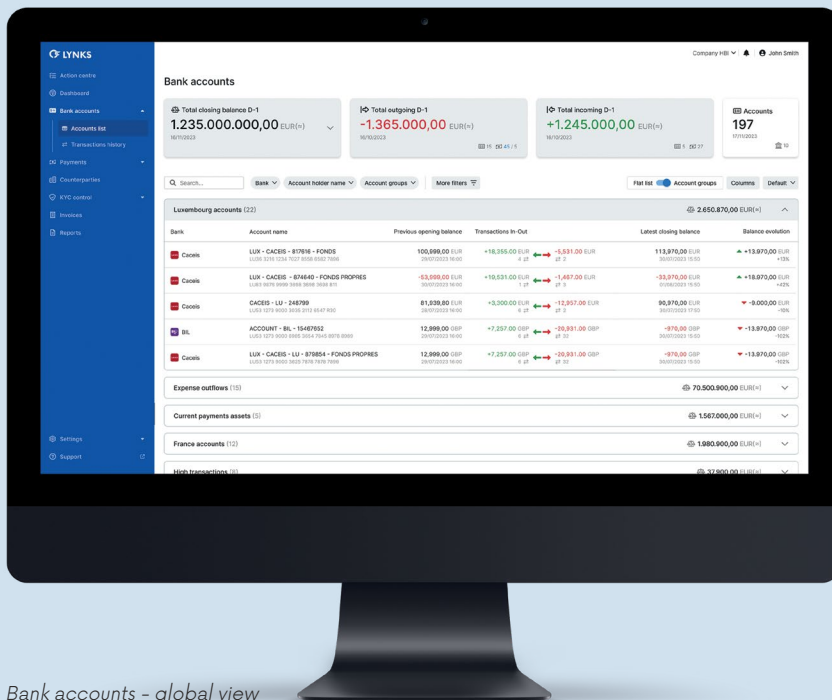 LYNKS
Company HBI
John Smith
Action centre
Dashboard
Bank accounts
Accounts list
Transactions history
Payments
Counterparties
KYC control
Invoices
Reports
Settings
Support
Bank accounts
Total closing balance D-1
1.235.000.000,00 EUR(≈)
16/11/2023
Total outgoing D-1
-1.365.000,00 EUR(≈)
16/10/2023
Total incoming D-1
+1.245.000,00 EUR(≈)
16/10/2023
Accounts
197
17/11/2023
Search...
Bank
Account holder name
Account groups
More filters
Flat list
Account groups
Columns
Default
Luxembourg accounts (22)
2.650.870,00 EUR(≈)
Bank Account name Previous opening balance Transactions In-Out Latest closing balance Balance evolution
Caceis LUX - CACEIS - 817616 - FONDS 100,999,00 EUR +18,355.00 EUR -5,531.00 EUR 113,970,00 EUR +13.970,00 EUR
Caceis LUX - CACEIS - 874640 - FONDS PROPRES -53,999,00 EUR +19,531.00 EUR -1,467.00 EUR -33,970,00 EUR +18.970,00 EUR
Caceis CACEIS - LU - 248799 81,939,80 EUR +3,200.00 EUR -12,957.00 EUR 90,970,00 EUR -9.000,00 EUR
BIL ACCOUNT - BIL - 15467652 12,999,00 GBP +7,257.00 GBP -20,931.00 GBP -970,00 GBP -13.970,00 GBP
Caceis LUX - CACEIS - LU - 879854 - FONDS PROPRES 12,999,00 GBP +7,257.00 GBP -20,931.00 GBP -970,00 GBP -13.970,00 GBP
Expense outflows (15) 70.500.900,00 EUR(≈)
Current payments assets (5) 1.567.000,00 EUR(≈)
France accounts (12) 1.980.900,00 EUR(≈)
High transactions 37.900,00 EUR(≈)
Bank accounts - global view